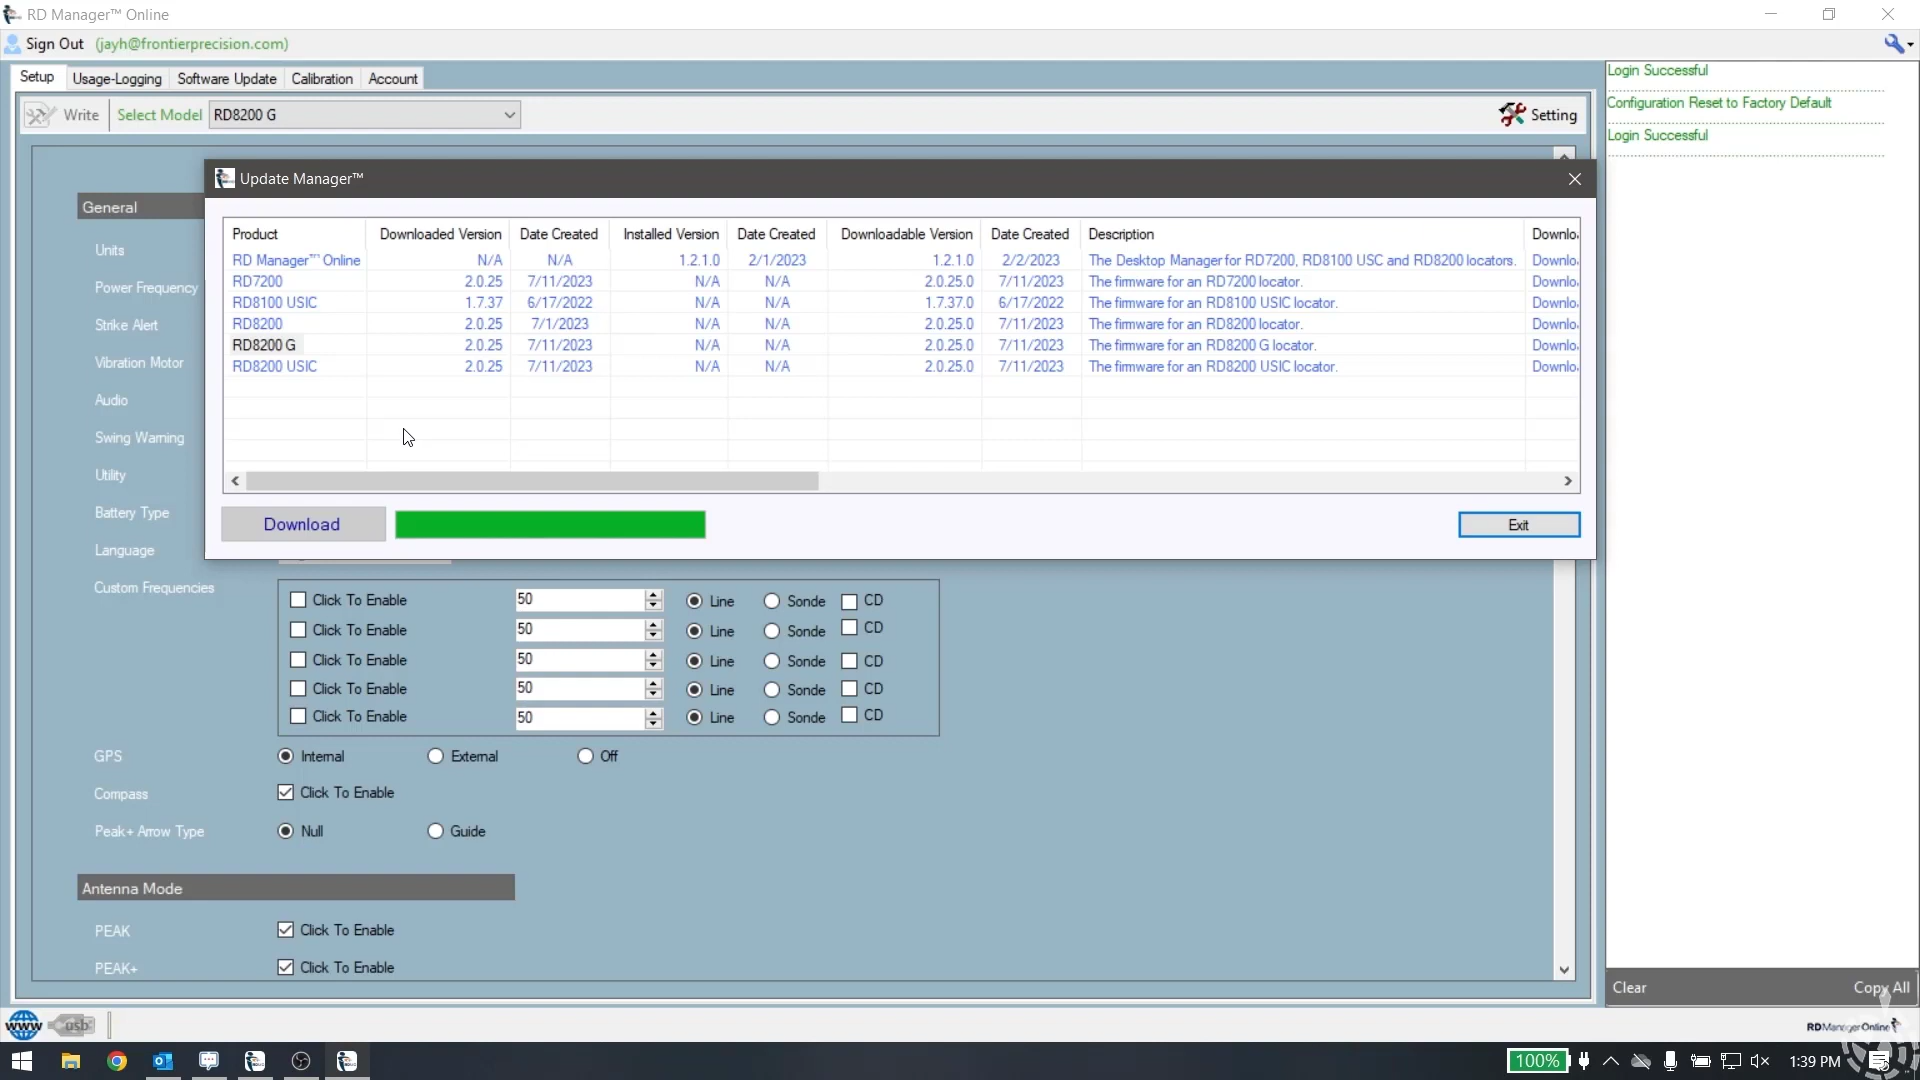 RD Manager™ Online
Sign Out (jayh@frontierprecision.com)
Setup Usage-Logging Software Update Calibration Account
Write Select Model RD8200 G Setting
Login Successful
Configuration Reset to Factory Default
Login Successful
Update Manager™
Product Downloaded Version Date Created Installed Version Date Created Downloadable Version Date Created Description Downlo
RD Manager™ Online N/A N/A 1.2.1.0 2/1/2023 1.2.1.0 2/2/2023 The Desktop Manager for RD7200, RD8100 USC and RD8200 locators. Downlo
RD7200 2.0.25 7/11/2023 N/A N/A 2.0.25.0 7/11/2023 The firmware for an RD7200 locator. Downlo
RD8100 USIC 1.7.37 6/17/2022 N/A N/A 1.7.37.0 6/17/2022 The firmware for an RD8100 USIC locator. Downlo
RD8200 2.0.25 7/1/2023 N/A N/A 2.0.25.0 7/11/2023 The firmware for an RD8200 locator. Downlo
RD8200 G 2.0.25 7/11/2023 N/A N/A 2.0.25.0 7/11/2023 The firmware for an RD8200 G locator. Downlo
RD8200 USIC 2.0.25 7/11/2023 N/A N/A 2.0.25.0 7/11/2023 The firmware for an RD8200 USIC locator. Downlo
Download Exit
General
Units
Power Frequency
Strike Alert
Vibration Motor
Audio
Swing Warning
Utility
Battery Type
Language
Custom Frequencies
Click To Enable 50 Line Sonde CD
Click To Enable 50 Line Sonde CD
Click To Enable 50 Line Sonde CD
Click To Enable 50 Line Sonde CD
Click To Enable 50 Line Sonde CD
GPS Internal External Off
Compass Click To Enable
Peak+ Arrow Type Null Guide
Antenna Mode
PEAK Click To Enable
PEAK+ Click To Enable
Clear Copy All
www usb
RDManagerOnline
100% 1:39 PM